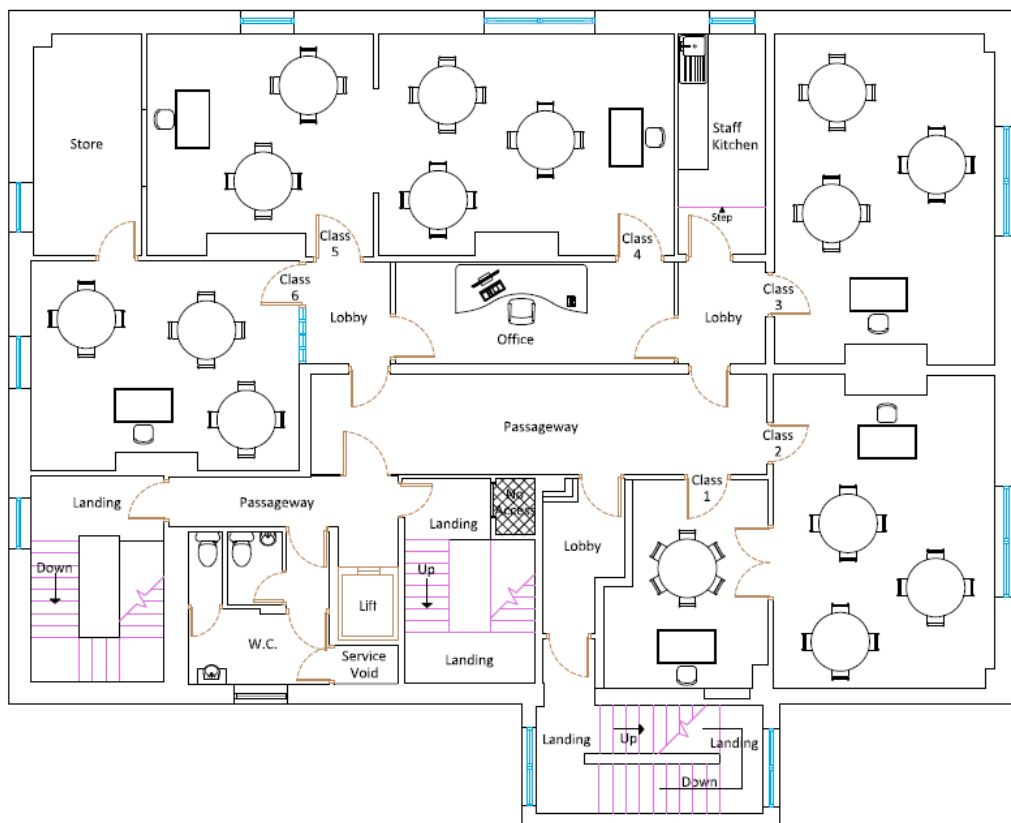 Store
Staff
Kitchen
Step
Class
5
Class
4
Class
6
Class
3
Lobby
Lobby
Office
Passageway
Class
2
Class
1
Landing
Passageway
No
Access
Landing
Lobby
Down
Up
Lift
W.C.
Service
Void
Landing
Landing
Up
Landing
Down